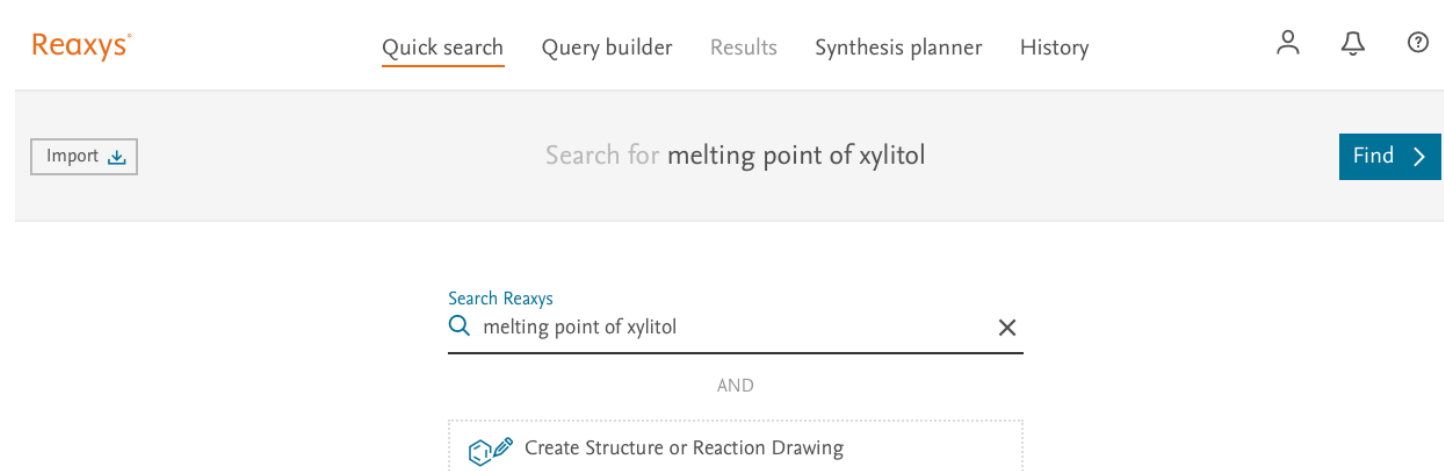 Reaxys®
Quick search Query builder Results Synthesis planner History
Import Search for melting point of xylitol Find
Search Reaxys
melting point of xylitol
AND
Create Structure or Reaction Drawing